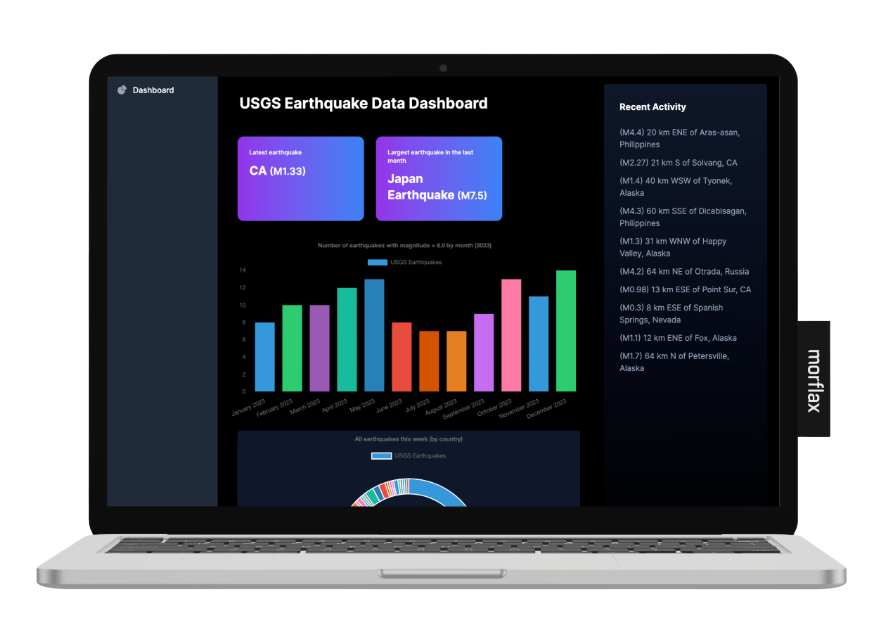 Dashboard
USGS Earthquake Data Dashboard
Latest earthquake
CA (M1.33)
Largest earthquake in the last
month
Japan
Earthquake (M7.5)
Number of earthquakes with magnitude > 6.0 by month (2023)
USGS Earthquakes
14
12
10
8
6
4
2
0
January 2023
February 2023
March 2023
April 2023
May 2023
June 2023
July 2023
August 2023
September 2023
October 2023
November 2023
December 2023
All earthquakes this week (by country)
USGS Earthquakes
Recent Activity
(M4.4) 20 km ENE of Aras-asan,
Philippines
(M2.27) 21 km S of Solvang, CA
(M1.4) 40 km WSW of Tyonek,
Alaska
(M4.3) 60 km SSE of Dicabisagan,
Philippines
(M1.3) 31 km WNW of Happy
Valley, Alaska
(M4.2) 64 km NE of Otrada, Russia
(M0.98) 13 km ESE of Point Sur, CA
(M0.3) 8 km ESE of Spanish
Springs, Nevada
(M1.1) 12 km ENE of Fox, Alaska
(M1.7) 64 km N of Petersville,
Alaska
morflax